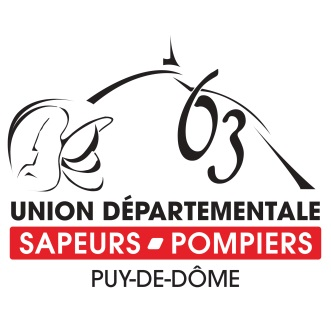 63
UNION DÉPARTEMENTALE
SAPEURS - POMPIERS
PUY-DE-DÔME